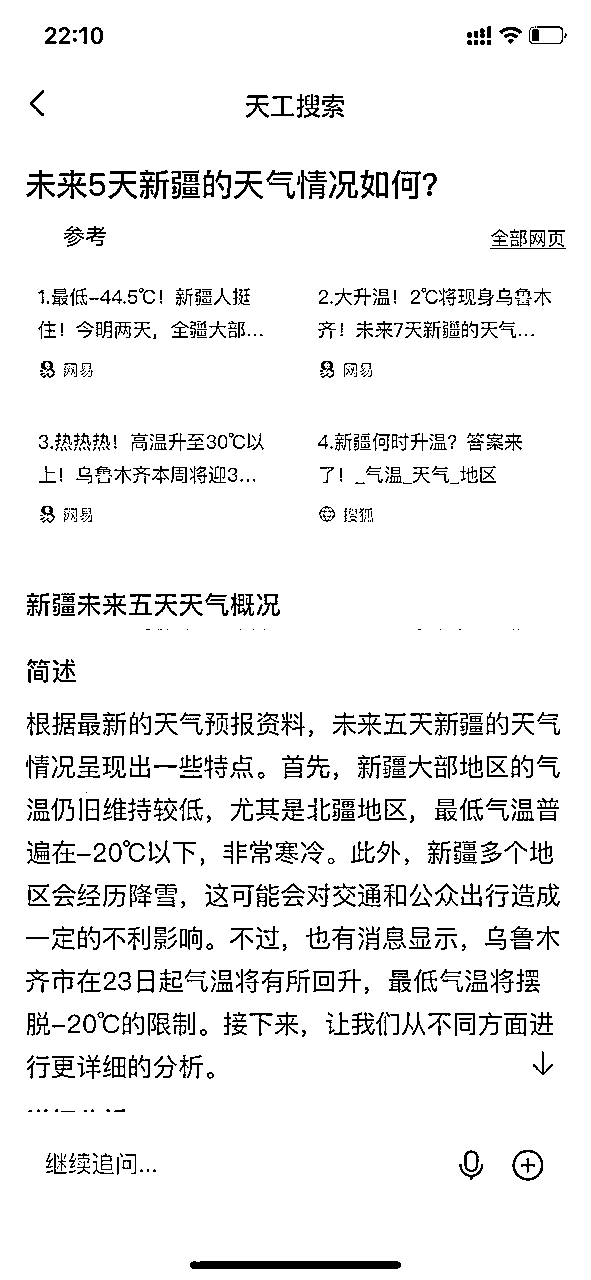 22:10
天工搜索
未来5天新疆的天气情况如何？
参考
全部网页
1.最低-44.5℃！新疆人挺
住！今明两天，全疆大部...
网易
2.大升温！2℃将现身乌鲁木
齐！未来7天新疆的天气...
网易
3.热热热！高温升至30℃以
上！乌鲁木齐本周将迎3...
网易
4.新疆何时升温？答案来
了！_气温_天气_地区
搜狐
新疆未来五天天气概况
简述
根据最新的天气预报资料，未来五天新疆的天气
情况呈现出一些特点。首先，新疆大部地区的气
温仍旧维持较低，尤其是北疆地区，最低气温普
遍在-20℃以下，非常寒冷。此外，新疆多个地
区会经历降雪，这可能会对交通和公众出行造成
一定的不利影响。不过，也有消息显示，乌鲁木
齐市在23日起气温将有所回升，最低气温将摆
脱-20℃的限制。接下来，让我们从不同方面进
行更详细的分析。
继续追问...